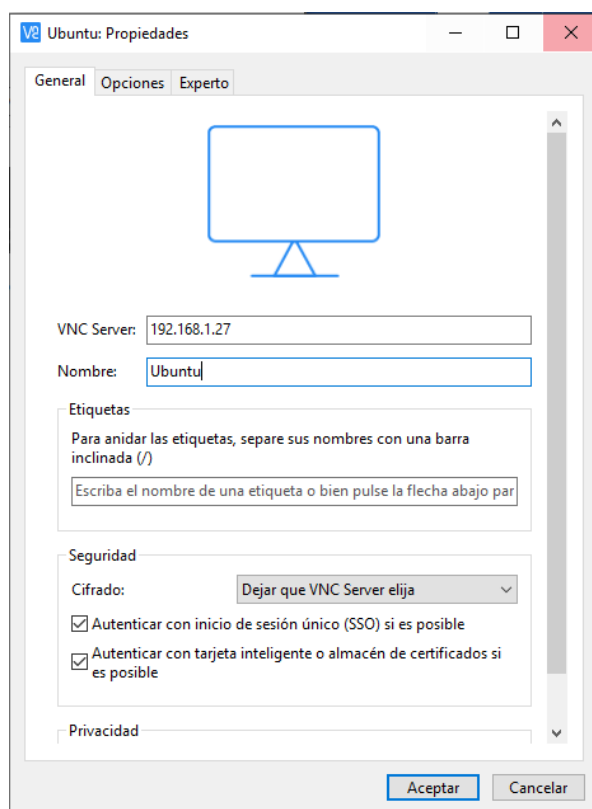 Ubuntu: Propiedades
General Opciones Experto
VNC Server: 192.168.1.27
Nombre: Ubuntu
Etiquetas
Para anidar las etiquetas, separe sus nombres con una barra
inclinada (/)
Escriba el nombre de una etiqueta o bien pulse la flecha abajo par
Seguridad
Cifrado: Dejar que VNC Server elija
Autenticar con inicio de sesión único (SSO) si es posible
Autenticar con tarjeta inteligente o almacén de certificados si
es posible
Privacidad
Aceptar Cancelar